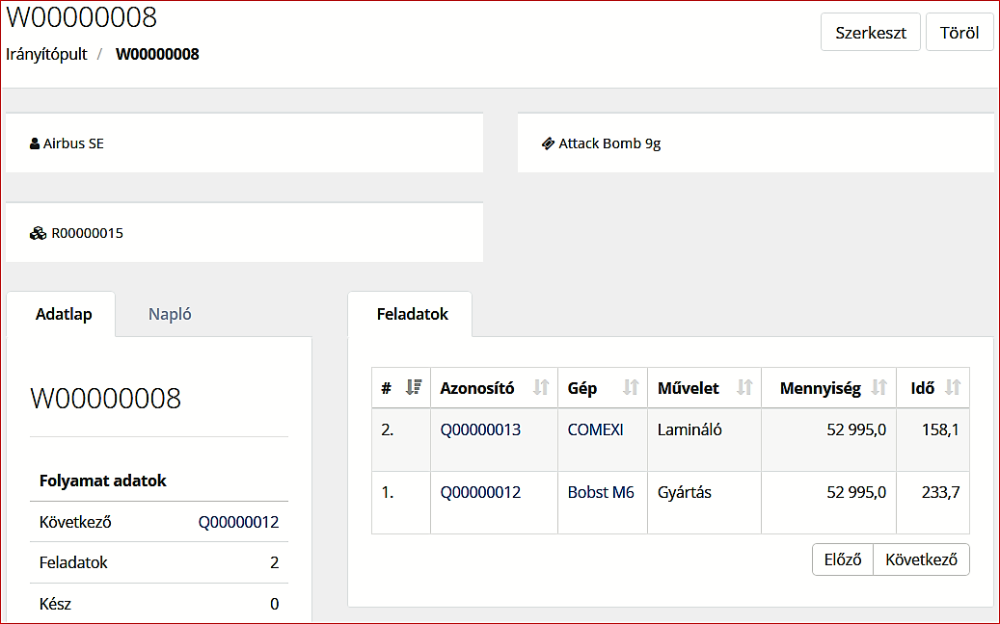 W00000008
Szerkeszt Töröl
Irányítópult / W00000008
Airbus SE
Attack Bomb 9g
R00000015
Adatlap Napló
W00000008
Folyamat adatok
Következő Q00000012
Feladatok 2
Kész 0
Feladatok
# Azonosító Gép Művelet Mennyiség Idő
2. Q00000013 COMEXI Lamináló 52 995,0 158,1
1. Q00000012 Bobst M6 Gyártás 52 995,0 233,7
Előző Következő